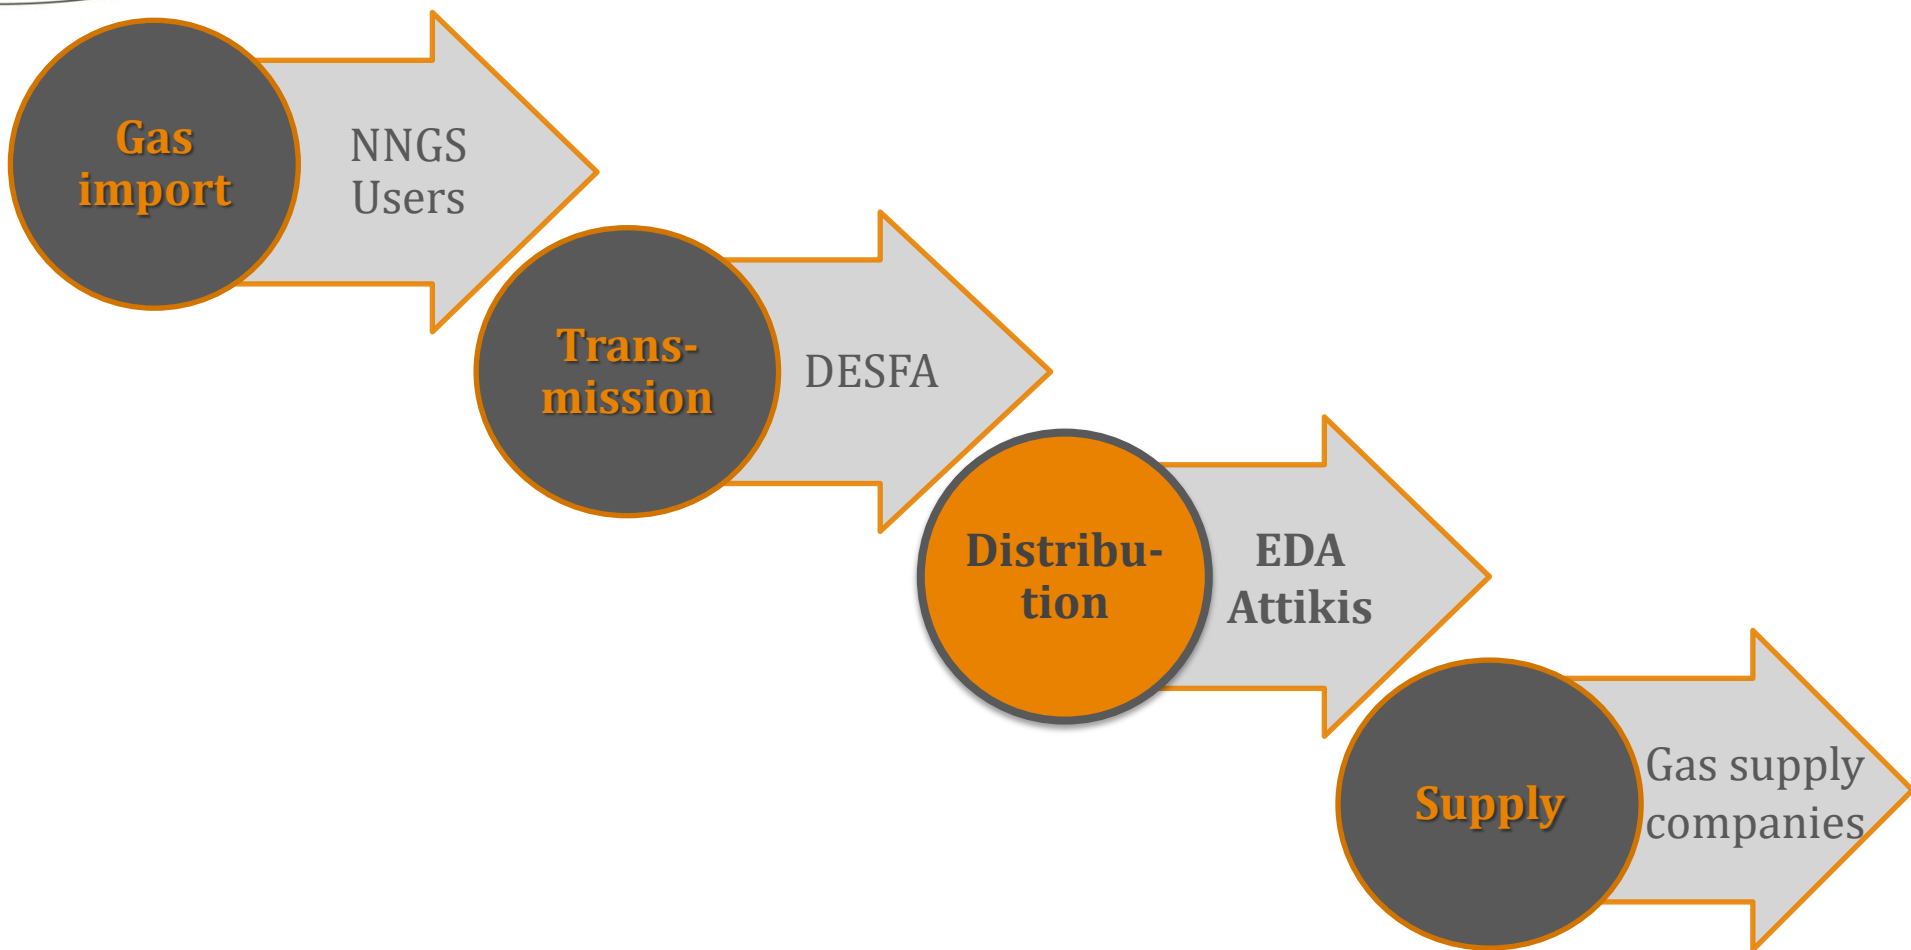 Gas
import
NNGS
Users
Trans-
mission
DESFA
Distribu-
tion
EDA
Attikis
Supply
Gas supply
companies